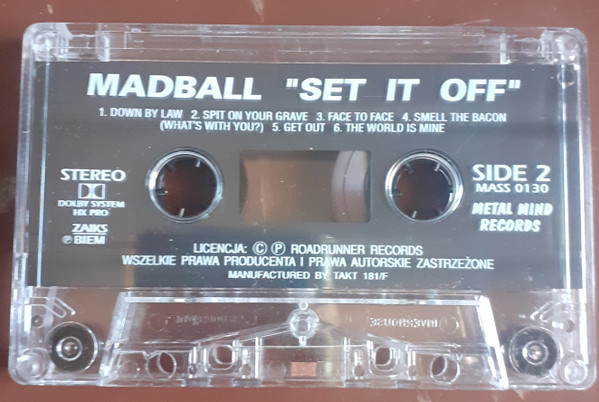 MADBALL "SET IT OFF"
1. DOWN BY LAW 2. SPIT ON YOUR GRAVE 3. FACE TO FACE 4. SMELL THE BACON
(WHAT'S WITH YOU?) 5. GET OUT 6. THE WORLD IS MINE
STEREO
DOLBY SYSTEM
HX PRO
ZAIKS
℗ BIEM
SIDE 2
MASS 0130
METAL MIND
RECORDS
LICENCJA: Ⓒ Ⓟ ROADRUNNER RECORDS
WSZELKIE PRAWA PRODUCENTA I PRAWA AUTORSKIE ZASTRZEŻONE
MANUFACTURED BY TAKT 181/F